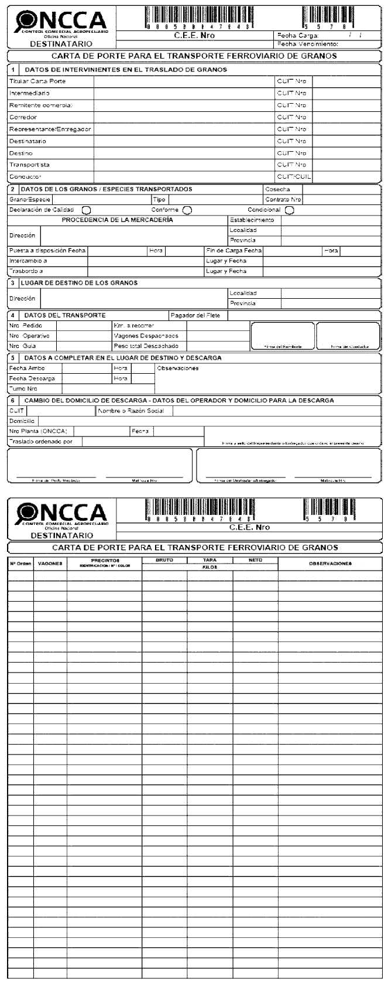 ONCCA
CONTROL COMERCIAL AGROPECUARIO
Oficina Nacional
DESTINATARIO
5 5 7 8
C.E.E. Nro
Fecha Carga: / /
Fecha Vencimiento:
CARTA DE PORTE PARA EL TRANSPORTE FERROVIARIO DE GRANOS
1 DATOS DE INTERVINIENTES EN EL TRASLADO DE GRANOS
Titular Carta Porte CUIT Nro
Intermediario CUIT Nro
Remitente comercial CUIT Nro
Corredor CUIT Nro
Representante/Entregador CUIT Nro
Destinatario CUIT Nro
Destino CUIT Nro
Transportista CUIT Nro
Conductor CUIT/CUIL
2 DATOS DE LOS GRANOS / ESPECIES TRANSPORTADOS Cosecha
Grano/Especie Tipo Contrato Nro
Declaración de Calidad Conforme Condicional
PROCEDENCIA DE LA MERCADERÍA Establecimiento
Dirección Localidad
Provincia
Puesta a disposición Fecha Hora Fin de Carga Fecha Hora
Intercambio a Lugar y Fecha
Trasbordo a Lugar y Fecha
3 LUGAR DE DESTINO DE LOS GRANOS
Dirección Localidad
Provincia
4 DATOS DEL TRANSPORTE Pagador del Flete
Nro. Pedido Km. a recorrer
Nro. Operativo Vagones Despachados
Nro. Guia Peso total Despachado
Firma del Remitente Firma del Conductor
5 DATOS A COMPLETAR EN EL LUGAR DE DESTINO Y DESCARGA
Fecha Arribo Hora Observaciones
Fecha Descarga Hora
Turno Nro
6 CAMBIO DEL DOMICILIO DE DESCARGA - DATOS DEL OPERADOR Y DOMICILIO PARA LA DESCARGA
CUIT Nombre o Razón Social
Domicilio
Nro Planta (ONCCA) Fecha
Traslado ordenado por Firma y sello del Representante o Entregador que ordenó el presente desvío
Firma del Perito Recibidor Matrícula Nro Firma del Destinatario/Entregador Matrícula Nro
ONCCA
CONTROL COMERCIAL AGROPECUARIO
Oficina Nacional
DESTINATARIO
5 5 7 8
C.E.E. Nro
CARTA DE PORTE PARA EL TRANSPORTE FERROVIARIO DE GRANOS
Nº Orden VAGONES PRECINTOS BRUTO TARA NETO OBSERVACIONES
IDENTIFICACION / Nº / COLOR KILOS